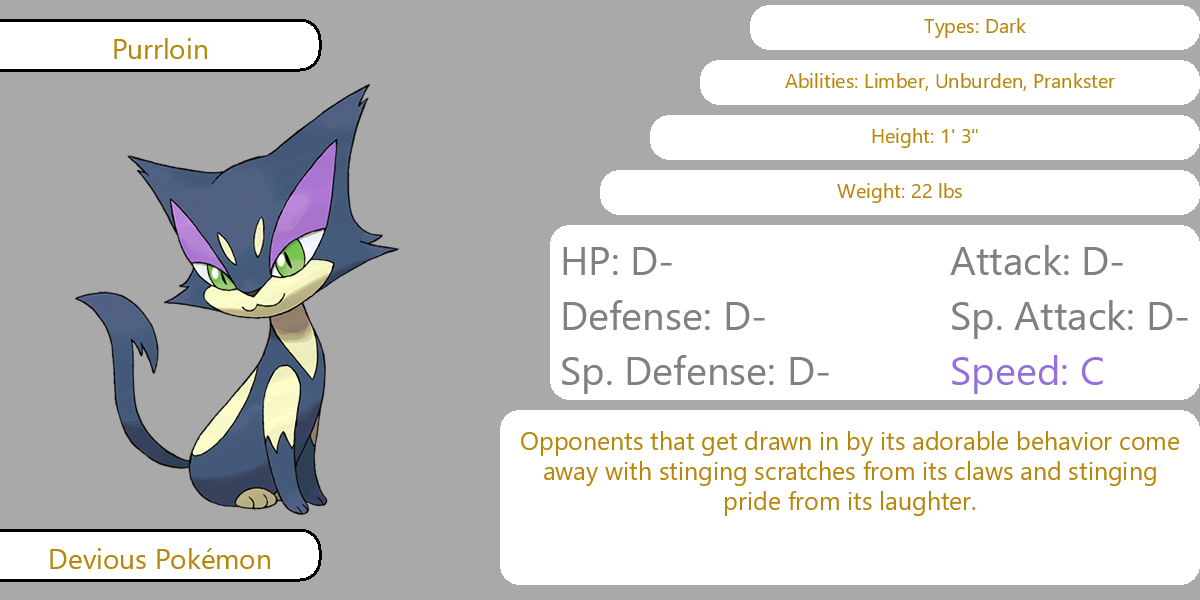 Purrloin
Types: Dark
Abilities: Limber, Unburden, Prankster
Height: 1' 3"
Weight: 22 lbs
HP: D-
Attack: D-
Defense: D-
Sp. Attack: D-
Sp. Defense: D-
Speed: C
Opponents that get drawn in by its adorable behavior come
away with stinging scratches from its claws and stinging
pride from its laughter.
Devious Pokémon